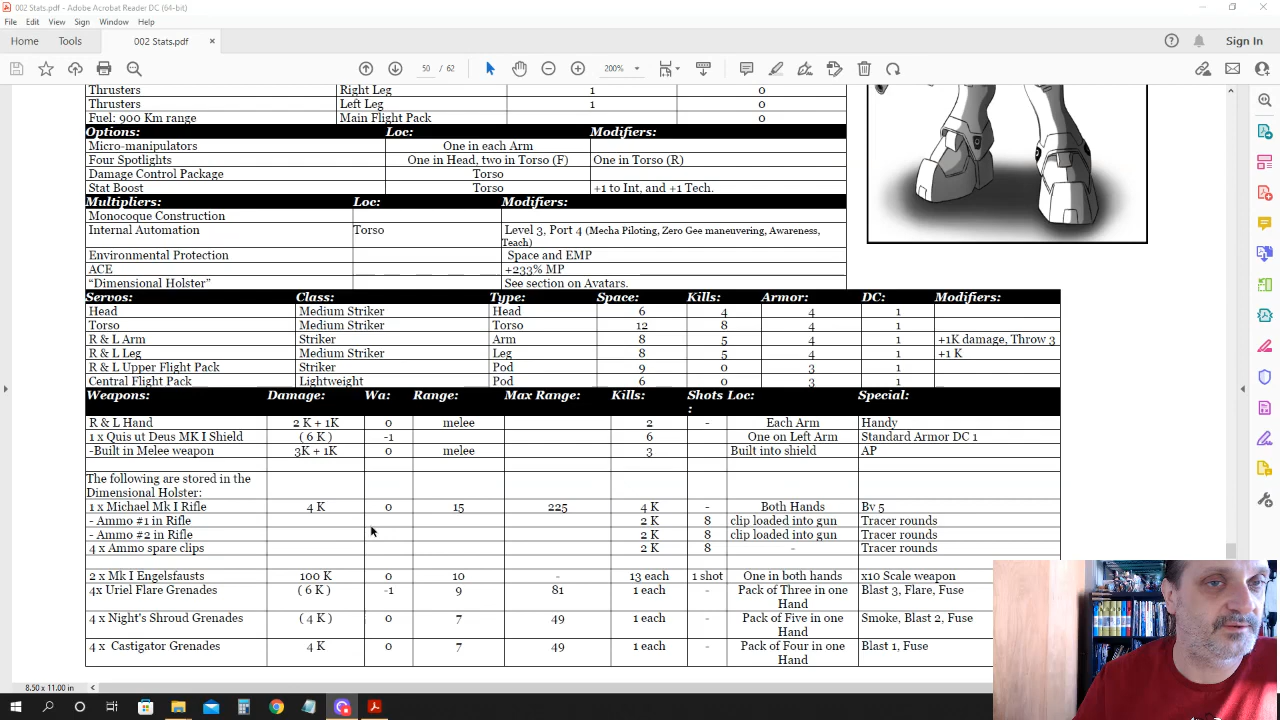 002 Stats.pdf - Adobe Acrobat Reader DC (64-bit)
File Edit View Sign Window Help
Home Tools 002 Stats.pdf × Sign In
50 / 62 200%
Thrusters Right Leg 1 0
Thrusters Left Leg 1 0
Fuel: 900 Km range Main Flight Pack 0
Options: Loc: Modifiers:
Micro-manipulators One in each Arm
Four Spotlights One in Head, two in Torso (F) One in Torso (R)
Damage Control Package Torso
Stat Boost Torso +1 to Int, and +1 Tech.
Multipliers: Loc: Modifiers:
Monocoque Construction
Internal Automation Torso Level 3, Port 4 (Mecha Piloting, Zero Gee maneuvering, Awareness,
Teach)
Environmental Protection Space and EMP
ACE +233% MP
“Dimensional Holster” See section on Avatars.
Servos: Class: Type: Space: Kills: Armor: DC: Modifiers:
Head Medium Striker Head 6 4 4 1
Torso Medium Striker Torso 12 8 4 1
R & L Arm Striker Arm 8 5 4 1 +1K damage, Throw 3
R & L Leg Medium Striker Leg 8 5 4 1 +1 K
R & L Upper Flight Pack Striker Pod 9 0 3 1
Central Flight Pack Lightweight Pod 6 0 3 1
Weapons: Damage: Wa: Range: Max Range: Kills: Shots Loc: Special:
:
R & L Hand 2 K + 1K 0 melee 2 - Each Arm Handy
1 x Quis ut Deus MK I Shield ( 6 K ) -1 6 One on Left Arm Standard Armor DC 1
-Built in Melee weapon 3K + 1K 0 melee 3 Built into shield AP
The following are stored in the
Dimensional Holster:
1 x Michael Mk I Rifle 4 K 0 15 225 4 K - Both Hands Bv 5
- Ammo #1 in Rifle 2 K 8 clip loaded into gun Tracer rounds
- Ammo #2 in Rifle 2 K 8 clip loaded into gun Tracer rounds
4 x Ammo spare clips 2 K 8 - Tracer rounds
2 x Mk I Engelsfausts 100 K 0 10 - 13 each 1 shot One in both hands x10 Scale weapon
4x Uriel Flare Grenades ( 6 K ) -1 9 81 1 each - Pack of Three in one Blast 3, Flare, Fuse
Hand
4 x Night's Shroud Grenades ( 4 K ) 0 7 49 1 each - Pack of Five in one Smoke, Blast 2, Fuse
Hand
4 x Castigator Grenades 4 K 0 7 49 1 each - Pack of Four in one Blast 1, Fuse
Hand
8.50 x 11.00 in